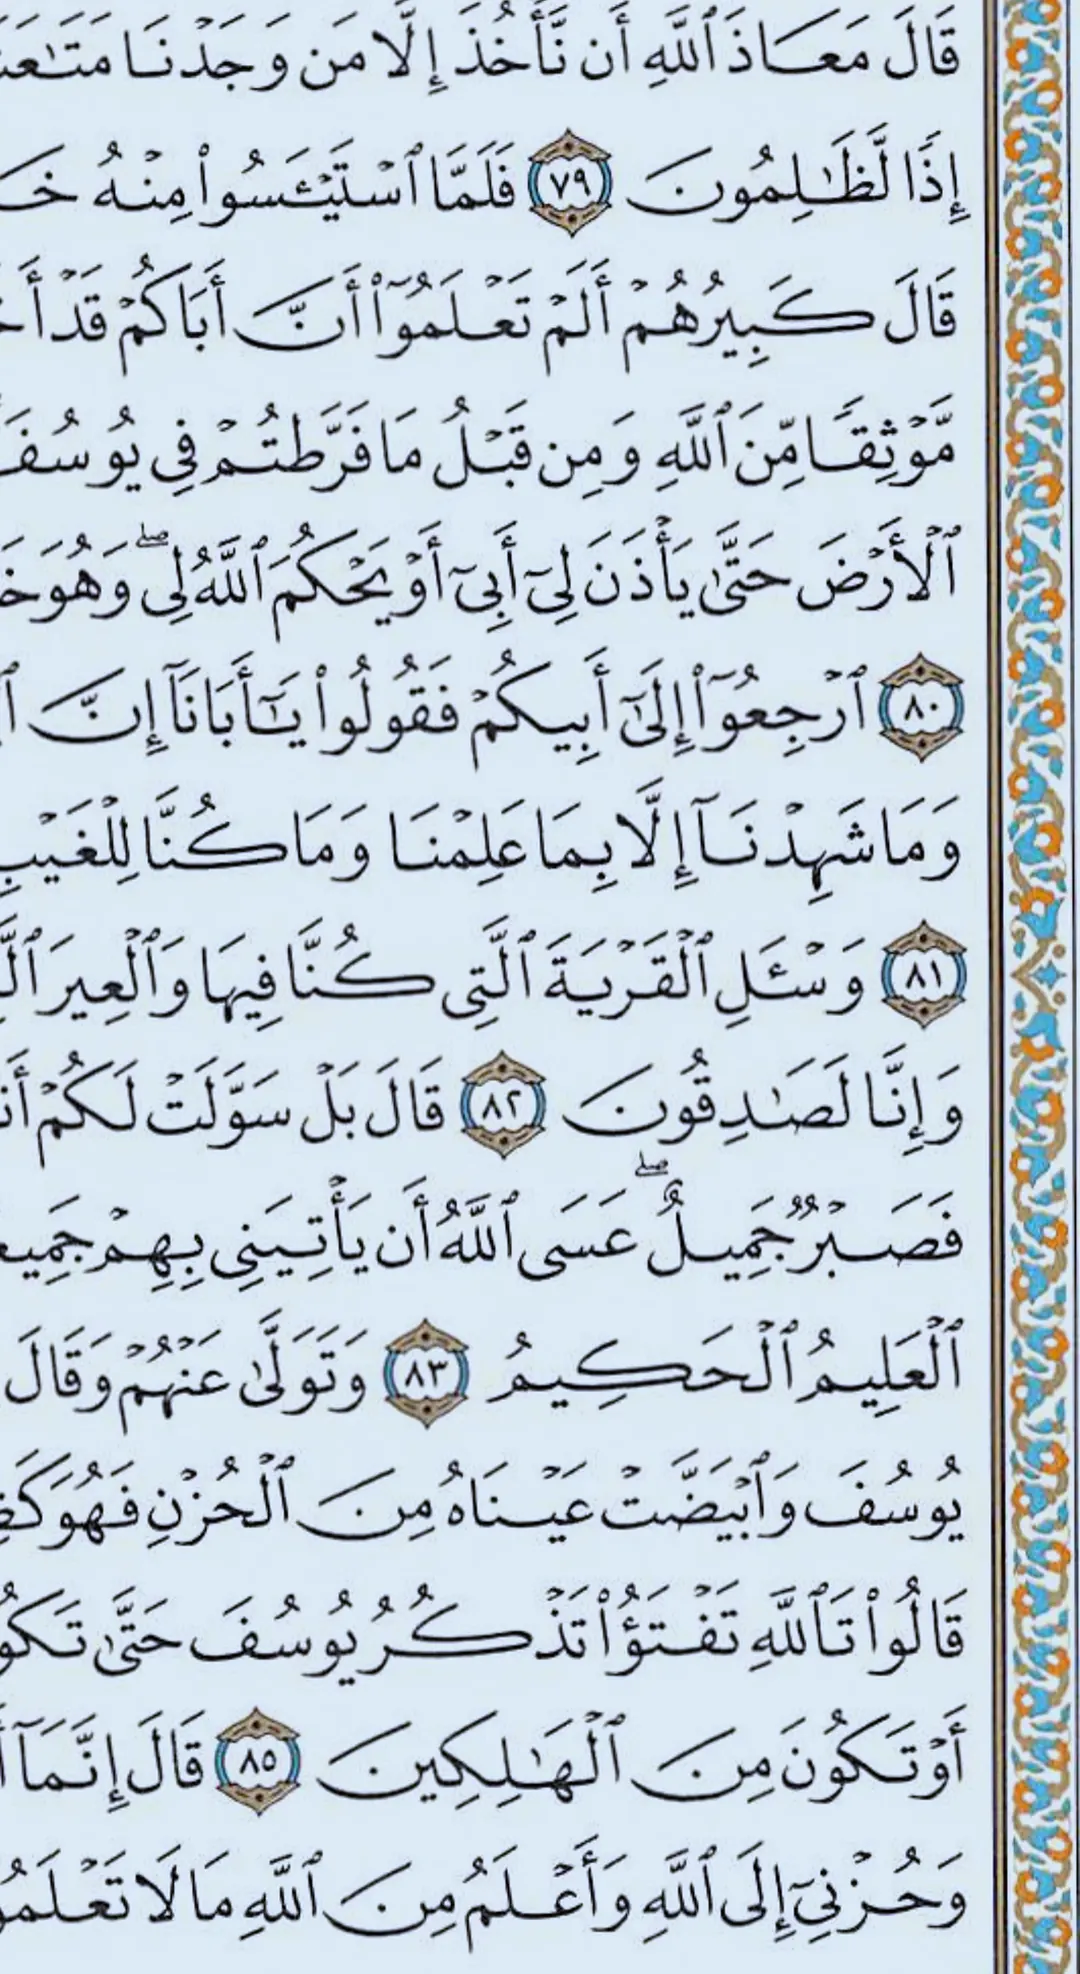 قَالَ مَعَاذَ ٱللَّهِ أَن نَّأۡخُذَ إِلَّا مَن وَجَدۡنَا مَتَٰعَنَا
إِذٗا لَّظَٰلِمُونَ ٧٩ فَلَمَّا ٱسۡتَيۡـَٔسُواْ مِنۡهُ
قَالَ كَبِيرُهُمۡ أَلَمۡ تَعۡلَمُوٓاْ أَنَّ أَبَاكُمۡ قَدۡ
مَّوۡثِقٗا مِّنَ ٱللَّهِ وَمِن قَبۡلُ مَا فَرَّطتُمۡ فِي يُوسُفَ
ٱلۡأَرۡضَ حَتَّىٰ يَأۡذَنَ لِيٓ أَبِيٓ أَوۡ يَحۡكُمَ ٱللَّهُ لِيۖ وَهُوَ
٨٠ ٱرۡجِعُوٓاْ إِلَىٰٓ أَبِيكُمۡ فَقُولُواْ يَـٰٓأَبَانَآ إِنَّ
وَمَا شَهِدۡنَآ إِلَّا بِمَا عَلِمۡنَا وَمَا كُنَّا لِلۡغَيۡبِ
٨١ وَسۡـَٔلِ ٱلۡقَرۡيَةَ ٱلَّتِي كُنَّا فِيهَا وَٱلۡعِيرَ
وَإِنَّا لَصَٰدِقُونَ ٨٢ قَالَ بَلۡ سَوَّلَتۡ لَكُمۡ
فَصَبۡرٞ جَمِيلٌۖ عَسَى ٱللَّهُ أَن يَأۡتِيَنِي بِهِمۡ
ٱلۡعَلِيمُ ٱلۡحَكِيمُ ٨٣ وَتَوَلَّىٰ عَنۡهُمۡ وَقَالَ
يُوسُفَ وَٱبۡيَضَّتۡ عَيۡنَاهُ مِنَ ٱلۡحُزۡنِ فَهُوَ
قَالُواْ تَٱللَّهِ تَفۡتَؤُاْ تَذۡكُرُ يُوسُفَ حَتَّىٰ
أَوۡ تَكُونَ مِنَ ٱلۡهَٰلِكِينَ ٨٥ قَالَ إِنَّمَآ
وَحُزۡنِيٓ إِلَى ٱللَّهِ وَأَعۡلَمُ مِنَ ٱللَّهِ مَا لَا